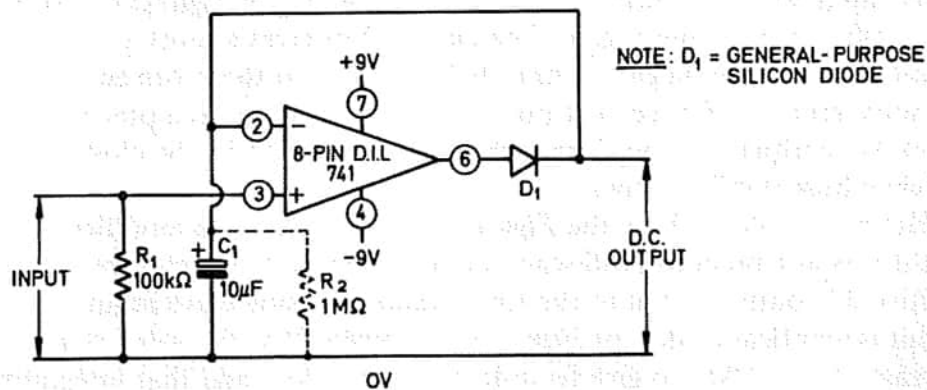 NOTE: D₁ = GENERAL-PURPOSE
SILICON DIODE
+9V
7
2
-
8-PIN D.I.L
741
6
D₁
3
+
4
-9V
INPUT
R₁
100kΩ
+
C₁
10µF
R₂
1MΩ
D.C.
OUTPUT
0V